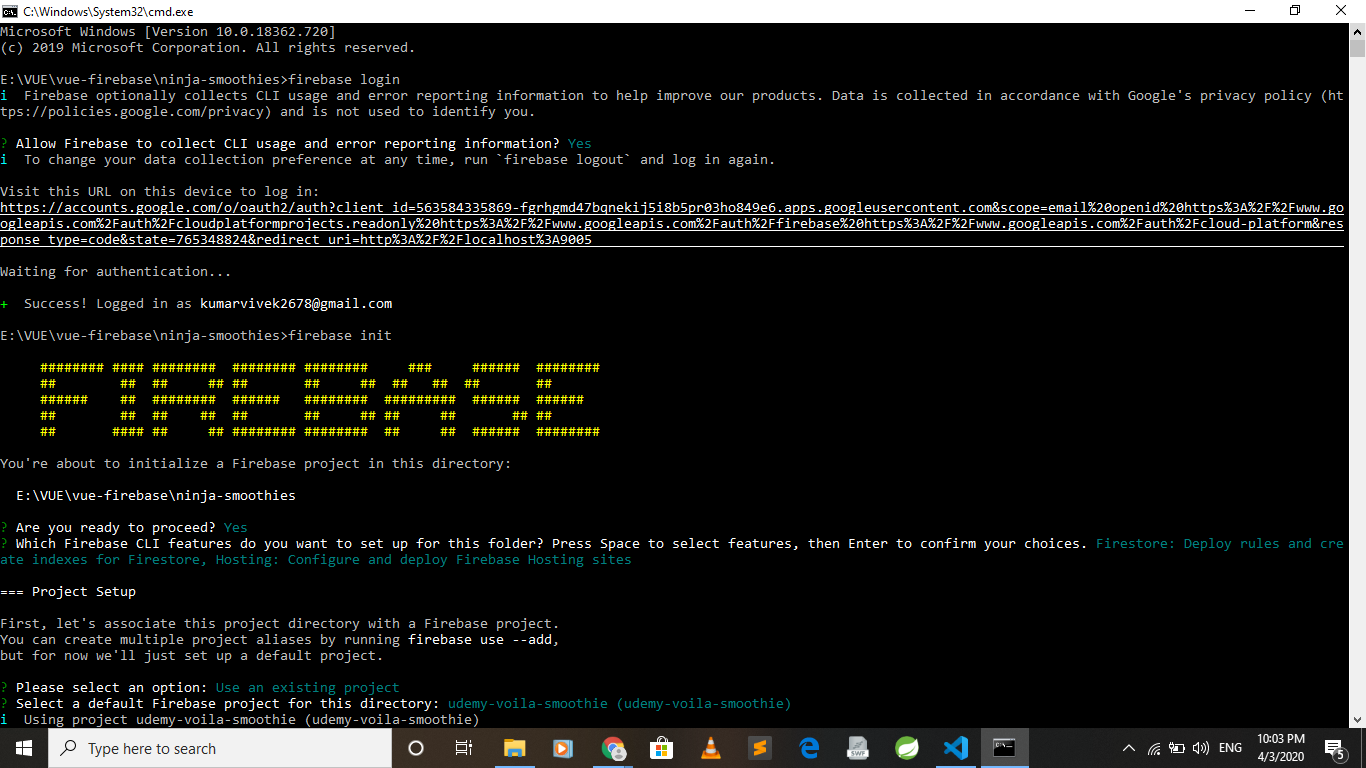 C:\Windows\System32\cmd.exe
Microsoft Windows [Version 10.0.18362.720]
(c) 2019 Microsoft Corporation. All rights reserved.
E:\VUE\vue-firebase\ninja-smoothies>firebase login
i  Firebase optionally collects CLI usage and error reporting information to help improve our products. Data is collected in accordance with Google's privacy policy (ht
tps://policies.google.com/privacy) and is not used to identify you.
? Allow Firebase to collect CLI usage and error reporting information? Yes
i  To change your data collection preference at any time, run `firebase logout` and log in again.
Visit this URL on this device to log in:
https://accounts.google.com/o/oauth2/auth?client_id=563584335869-fgrhgmd47bqnekij5i8b5pr03ho849e6.apps.googleusercontent.com&scope=email%20openid%20https%3A%2F%2Fwww.go
ogleapis.com%2Fauth%2Fcloudplatformprojects.readonly%20https%3A%2F%2Fwww.googleapis.com%2Fauth%2Ffirebase%20https%3A%2F%2Fwww.googleapis.com%2Fauth%2Fcloud-platform&res
ponse_type=code&state=765348824&redirect_uri=http%3A%2F%2Flocalhost%3A9005
Waiting for authentication...
+  Success! Logged in as kumarvivek2678@gmail.com
E:\VUE\vue-firebase\ninja-smoothies>firebase init
FIREBASE
You're about to initialize a Firebase project in this directory:
E:\VUE\vue-firebase\ninja-smoothies
? Are you ready to proceed? Yes
? Which Firebase CLI features do you want to set up for this folder? Press Space to select features, then Enter to confirm your choices. Firestore: Deploy rules and cre
ate indexes for Firestore, Hosting: Configure and deploy Firebase Hosting sites
=== Project Setup
First, let's associate this project directory with a Firebase project.
You can create multiple project aliases by running firebase use --add,
but for now we'll just set up a default project.
? Please select an option: Use an existing project
? Select a default Firebase project for this directory: udemy-voila-smoothie (udemy-voila-smoothie)
i  Using project udemy-voila-smoothie (udemy-voila-smoothie)
Type here to search
SWF
ENG
10:03 PM
4/3/2020
5